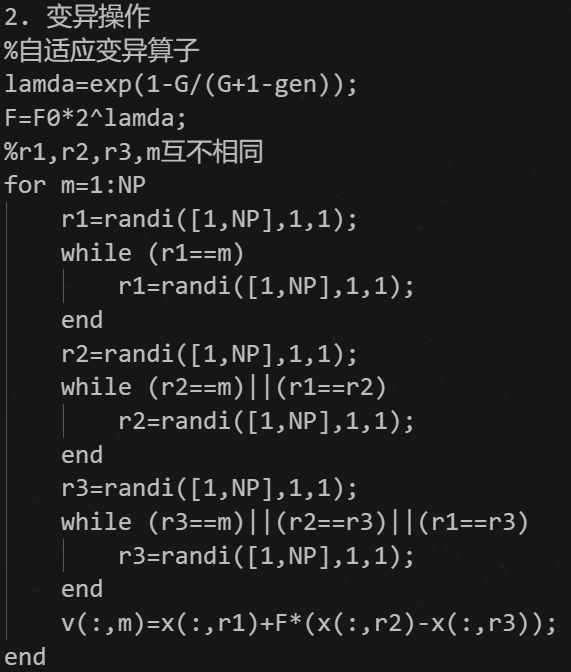 2. 变异操作
%自适应变异算子
lamda=exp(1-G/(G+1-gen));
F=F0*2^lamda;
%r1,r2,r3,m互不相同
for m=1:NP
    r1=randi([1,NP],1,1);
    while (r1==m)
        r1=randi([1,NP],1,1);
    end
    r2=randi([1,NP],1,1);
    while (r2==m)||(r1==r2)
        r2=randi([1,NP],1,1);
    end
    r3=randi([1,NP],1,1);
    while (r3==m)||(r2==r3)||(r1==r3)
        r3=randi([1,NP],1,1);
    end
    v(:,m)=x(:,r1)+F*(x(:,r2)-x(:,r3));
end